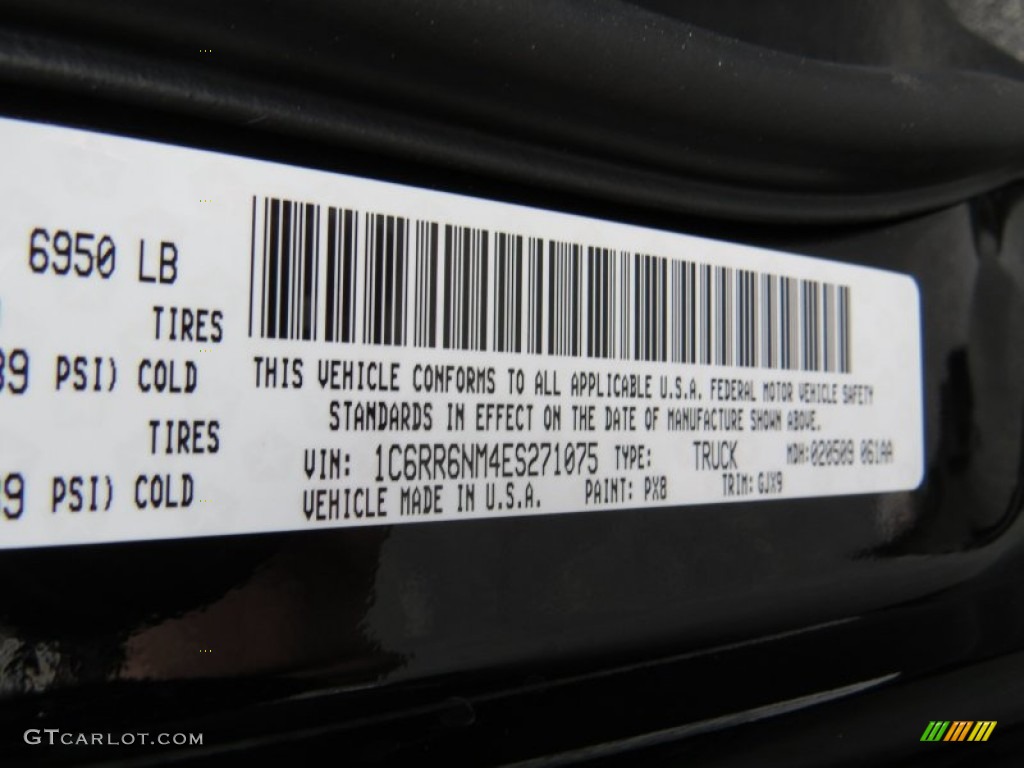 6950 LB
TIRES
39 PSI) COLD
TIRES
39 PSI) COLD
THIS VEHICLE CONFORMS TO ALL APPLICABLE U.S.A. FEDERAL MOTOR VEHICLE SAFETY
STANDARDS IN EFFECT ON THE DATE OF MANUFACTURE SHOWN ABOVE.
VIN: 1C6RR6NM4ES271075 TYPE: TRUCK MDH:020509 061AA
VEHICLE MADE IN U.S.A. PAINT: PX8 TRIM: GJX9
GTCARLOT.COM